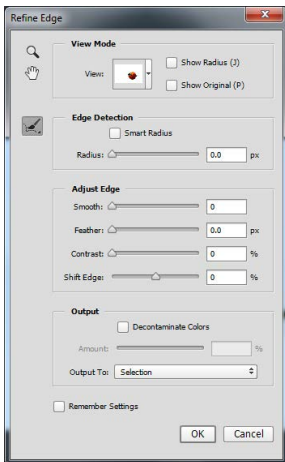 Refine Edge
View Mode
View:
Show Radius (J)
Show Original (P)
Edge Detection
Smart Radius
Radius: 0.0 px
Adjust Edge
Smooth: 0
Feather: 0.0 px
Contrast: 0 %
Shift Edge: 0 %
Output
Decontaminate Colors
Amount: %
Output To: Selection
Remember Settings
OK Cancel